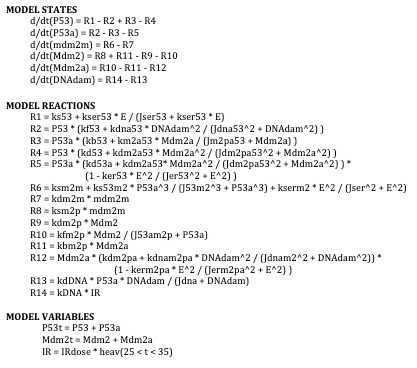 MODEL STATES
d/dt(P53) = R1 - R2 + R3 - R4
d/dt(P53a) = R2 - R3 - R5
d/dt(mdm2m) = R6 - R7
d/dt(Mdm2) = R8 + R11 - R9 - R10
d/dt(Mdm2a) = R10 - R11 - R12
d/dt(DNAdam) = R14 - R13
MODEL REACTIONS
R1 = ks53 + kser53 * E / (Jser53 + kser53 * E)
R2 = P53 * (kf53 + kdna53 * DNAdam^2 / (Jdna53^2 + DNAdam^2) )
R3 = P53a * (kb53 + km2a53 * Mdm2a / (Jm2pa53 + Mdm2a) )
R4 = P53 * (kd53 + kdm2a53 * Mdm2a^2 / (Jdm2pa53^2 + Mdm2a^2) )
R5 = P53a * (kd53a + kdm2a53* Mdm2a^2 / (Jdm2pa53^2 + Mdm2a^2) ) *
(1 - ker53 * E^2 / (Jer53^2 + E^2) )
R6 = ksm2m + ks53m2 * P53a^3 / (J53m2^3 + P53a^3) + kserm2 * E^2 / (Jser^2 + E^2)
R7 = kdm2m * mdm2m
R8 = ksm2p * mdm2m
R9 = kdm2p * Mdm2
R10 = kfm2p * Mdm2 / (J53am2p + P53a)
R11 = kbm2p * Mdm2a
R12 = Mdm2a * (kdm2pa + kdnam2pa * DNAdam^2 / (Jdnam2^2 + DNAdam^2)) *
(1 - kerm2pa * E^2 / (Jerm2pa^2 + E^2) )
R13 = kdDNA * P53a * DNAdam / (Jdna + DNAdam)
R14 = kDNA * IR
MODEL VARIABLES
P53t = P53 + P53a
Mdm2t = Mdm2 + Mdm2a
IR = IRdose * heav(25 < t < 35)